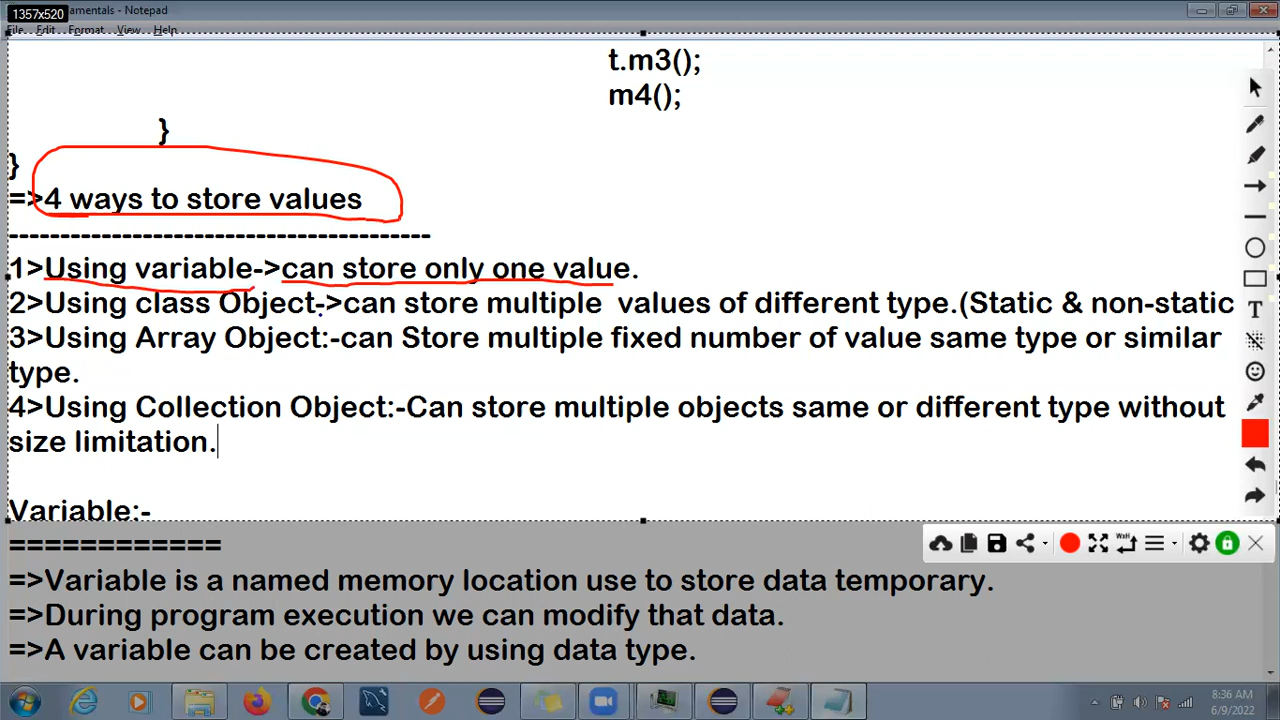 1357x520
amentals - Notepad
File Edit Format View Help
t.m3();
m4();
}
}
=>4 ways to store values
-----------------------------------------
1>Using variable->can store only one value.
2>Using class Object->can store multiple  values of different type.(Static & non-static
3>Using Array Object:-can Store multiple fixed number of value same type or similar
type.
4>Using Collection Object:-Can store multiple objects same or different type without
size limitation.
Variable:-
============
=>Variable is a named memory location use to store data temporary.
=>During program execution we can modify that data.
=>A variable can be created by using data type.
8:36 AM
6/9/2022